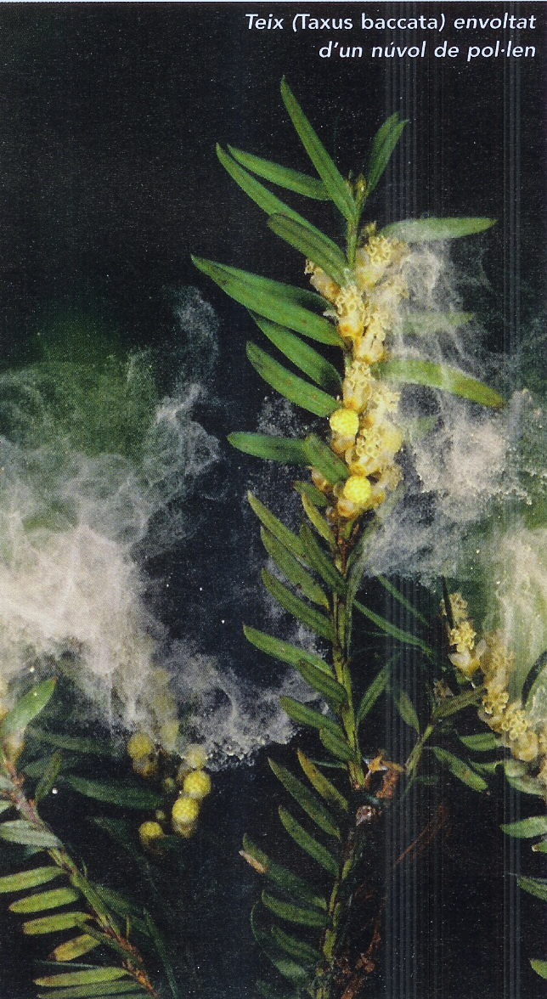 Teix (Taxus baccata) envoltat
d'un núvol de pol·len